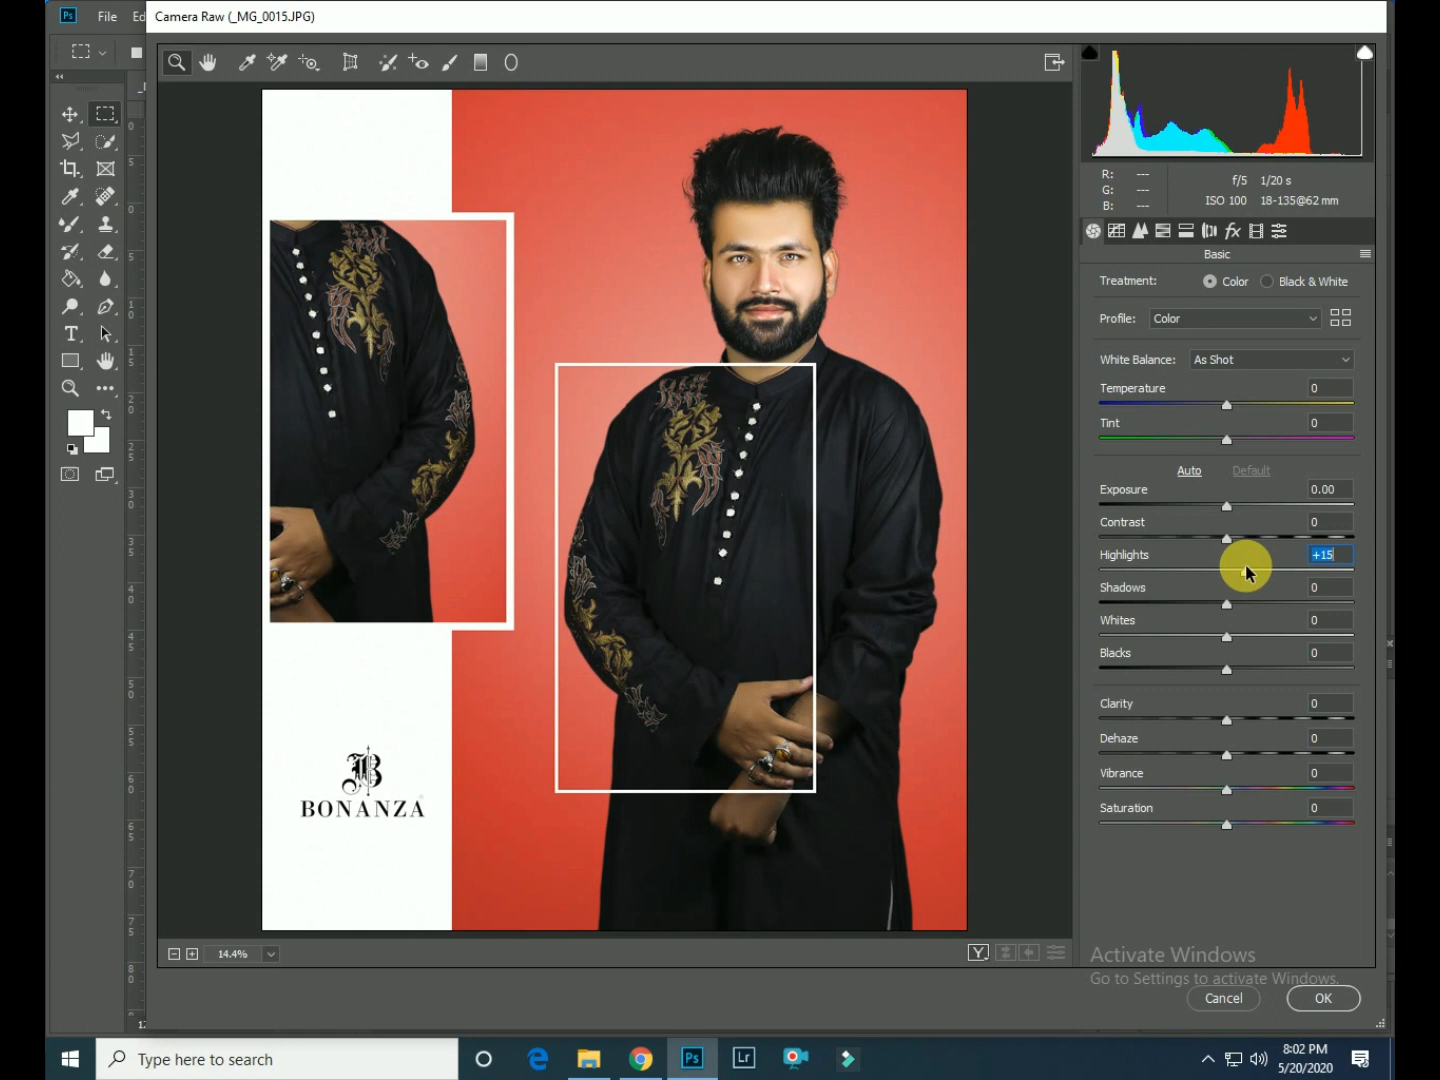 Ps File Ed
Camera Raw (_MG_0015.JPG)
R: ---
G: ---
B: ---
f/5 1/20 s
ISO 100 18-135@62 mm
fx
Basic
Treatment: Color Black & White
Profile: Color
White Balance: As Shot
Temperature 0
Tint 0
Auto Default
Exposure 0.00
Contrast 0
Highlights +15
Shadows 0
Whites 0
Blacks 0
Clarity 0
Dehaze 0
Vibrance 0
Saturation 0
B
BONANZA
14.4%
Y
Activate Windows
Go to Settings to activate Windows.
Cancel OK
Type here to search
Ps
Lr
8:02 PM
5/20/2020